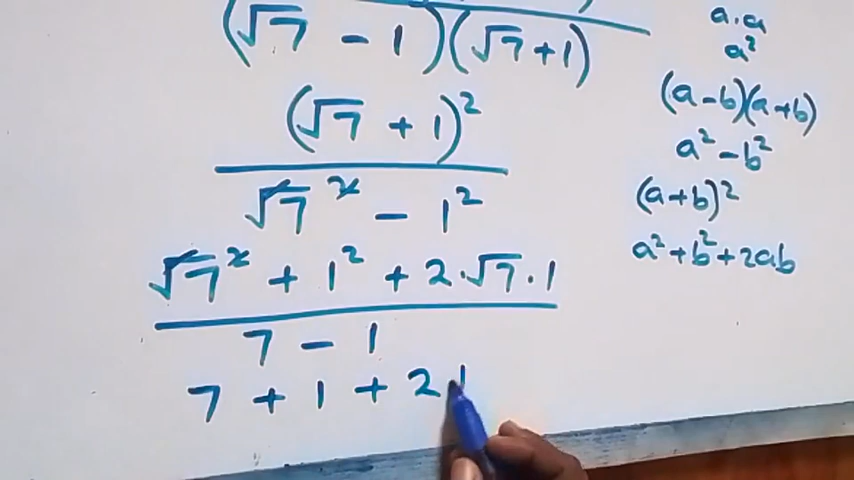 (√7 - 1)(√7 + 1)
(√7 + 1)²
√7² - 1²
√7² + 1² + 2·√7·1
7 - 1
7 + 1 + 2√
a·a
a²
(a-b)(a+b)
a² - b²
(a+b)²
a² + b² + 2ab